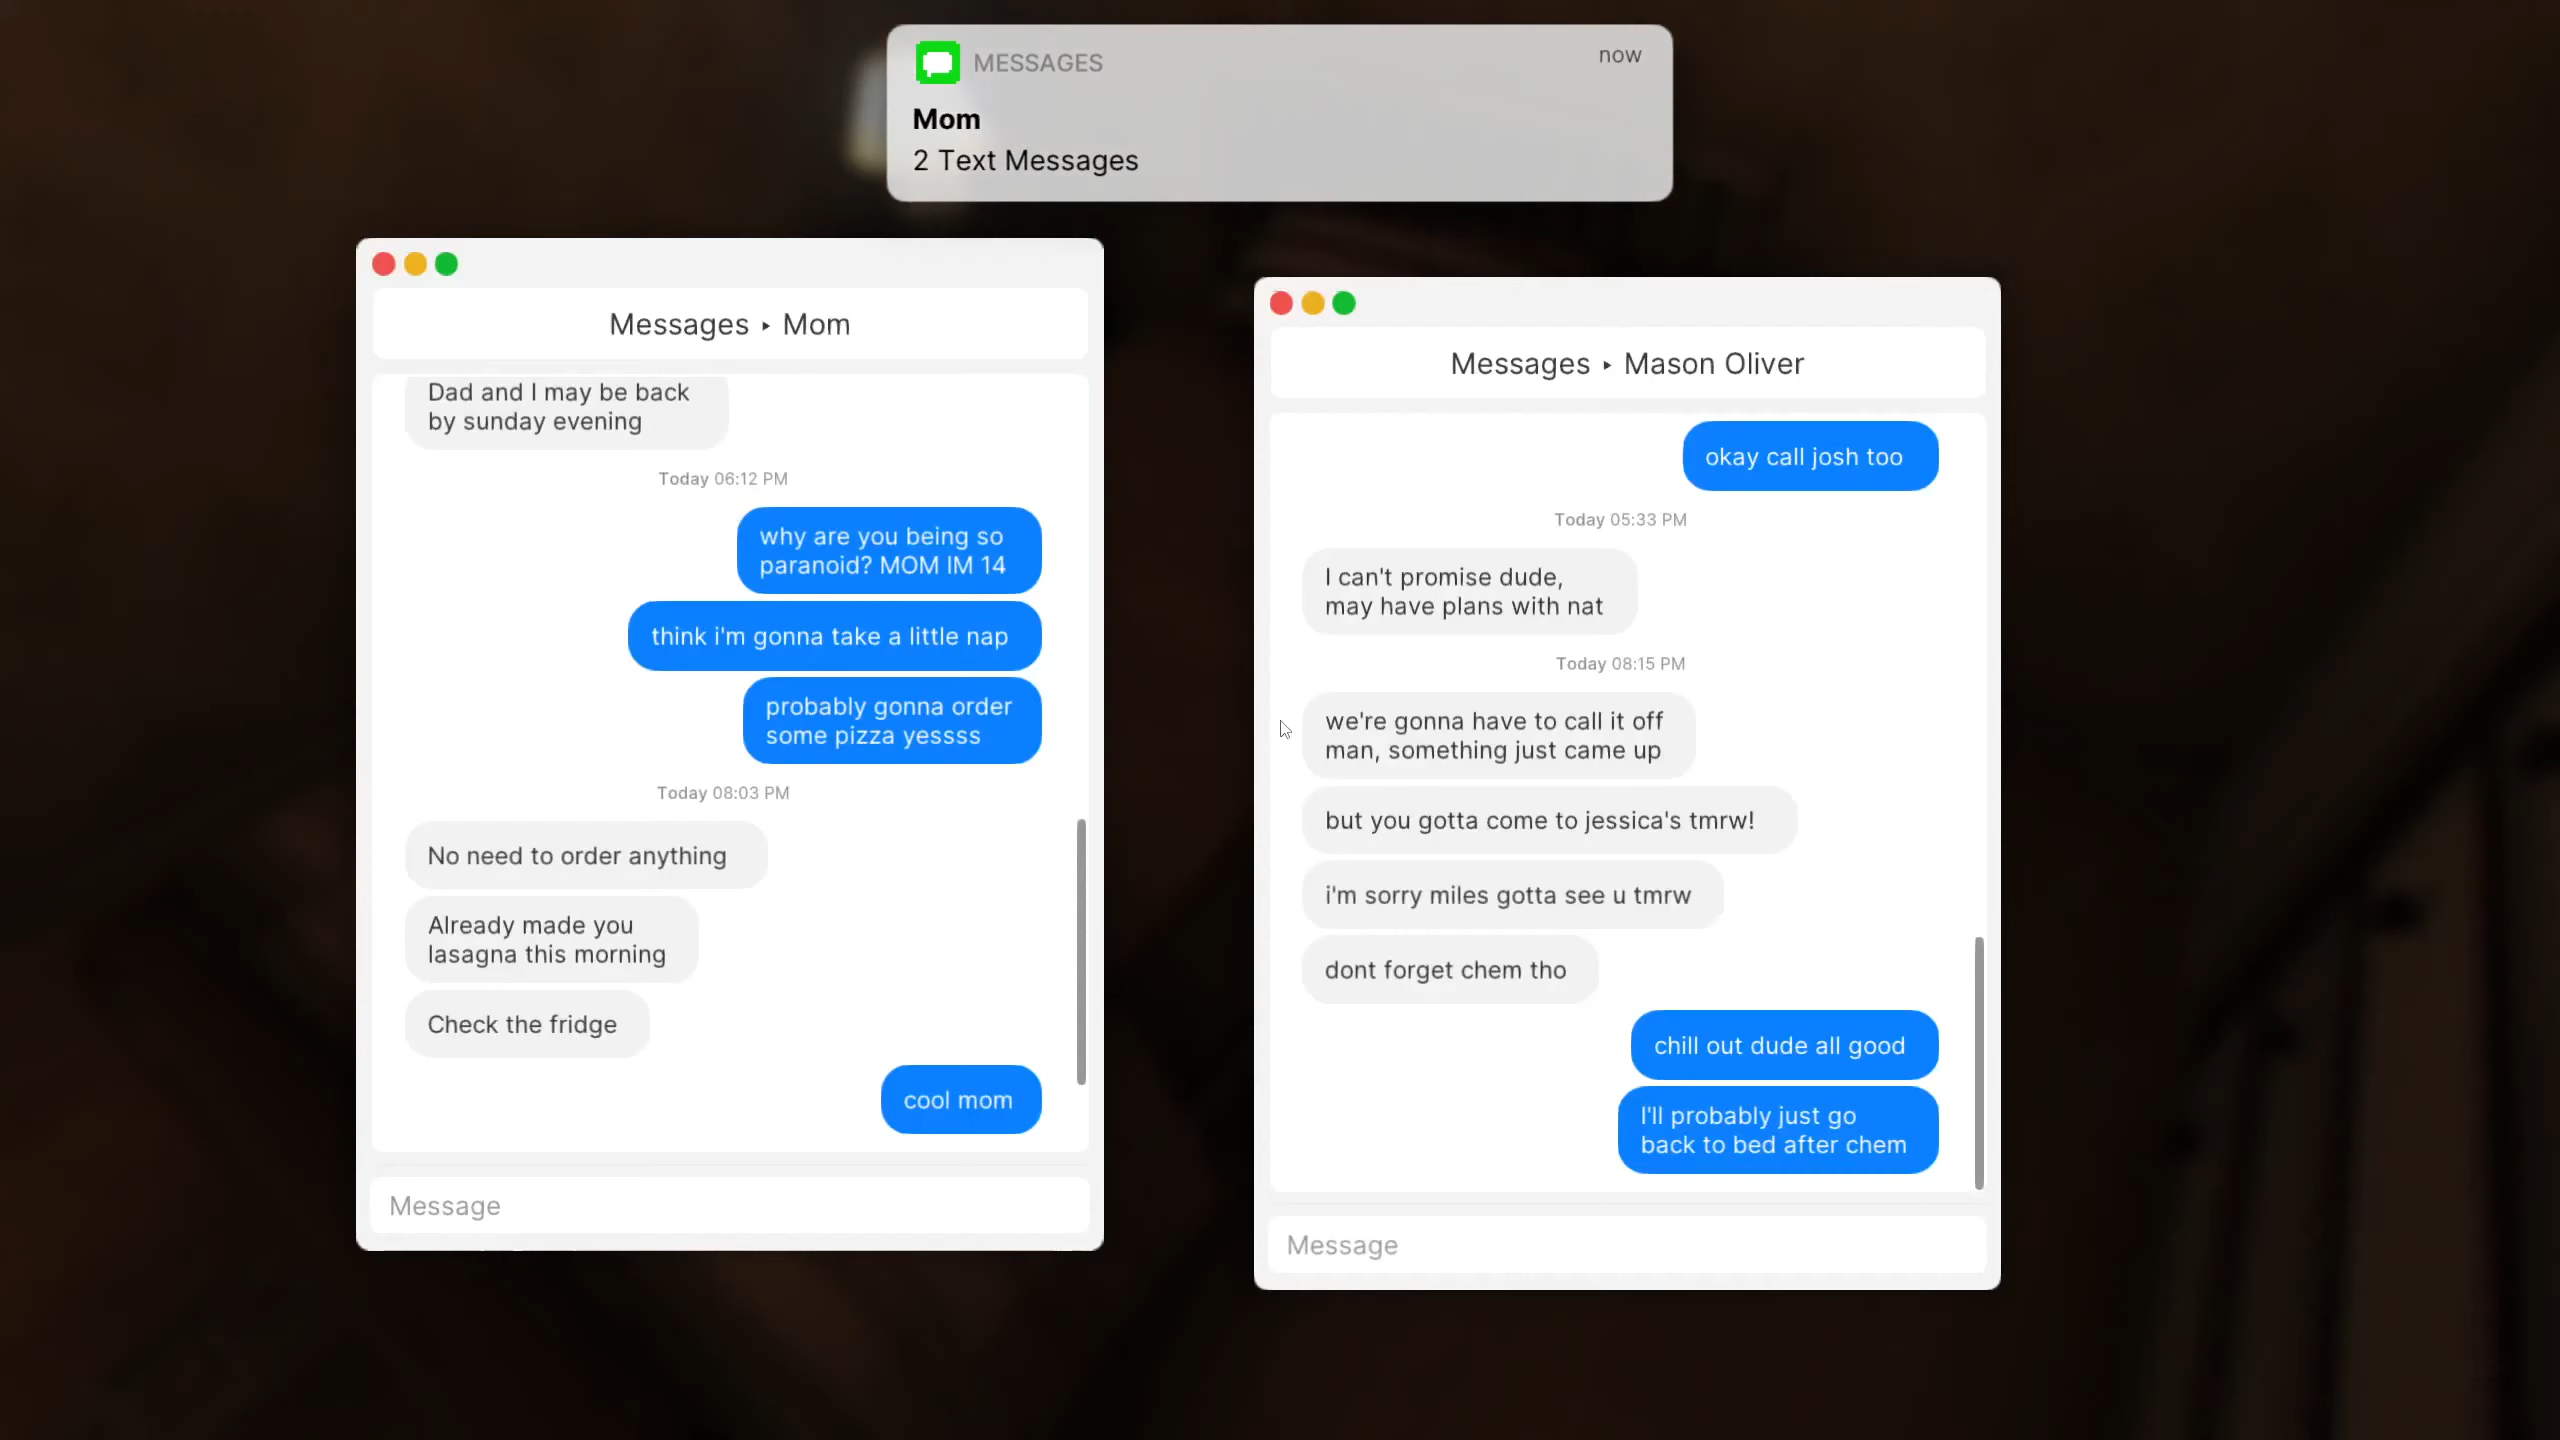 MESSAGES
now
Mom
2 Text Messages
Messages ▸ Mom
Dad and I may be back
by sunday evening
Today 06:12 PM
why are you being so
paranoid? MOM IM 14
think i'm gonna take a little nap
probably gonna order
some pizza yessss
Today 08:03 PM
No need to order anything
Already made you
lasagna this morning
Check the fridge
cool mom
Message
Messages ▸ Mason Oliver
okay call josh too
Today 05:33 PM
I can't promise dude,
may have plans with nat
Today 08:15 PM
we're gonna have to call it off
man, something just came up
but you gotta come to jessica's tmrw!
i'm sorry miles gotta see u tmrw
dont forget chem tho
chill out dude all good
I'll probably just go
back to bed after chem
Message